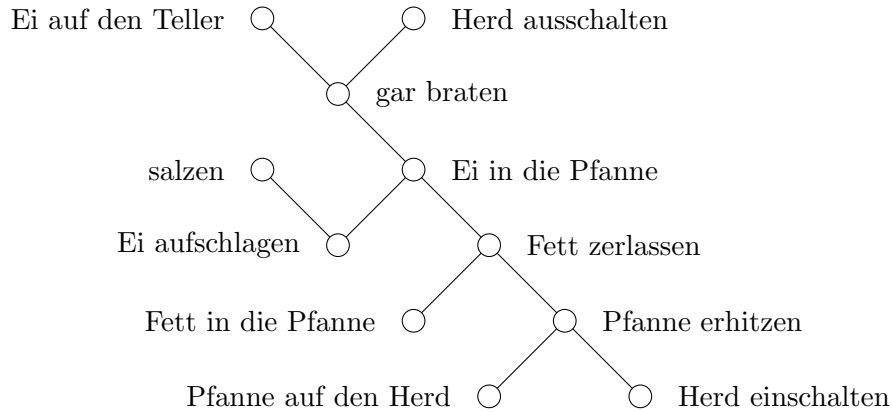 Ei auf den Teller
Herd ausschalten
gar braten
salzen
Ei in die Pfanne
Ei aufschlagen
Fett zerlassen
Fett in die Pfanne
Pfanne erhitzen
Pfanne auf den Herd
Herd einschalten